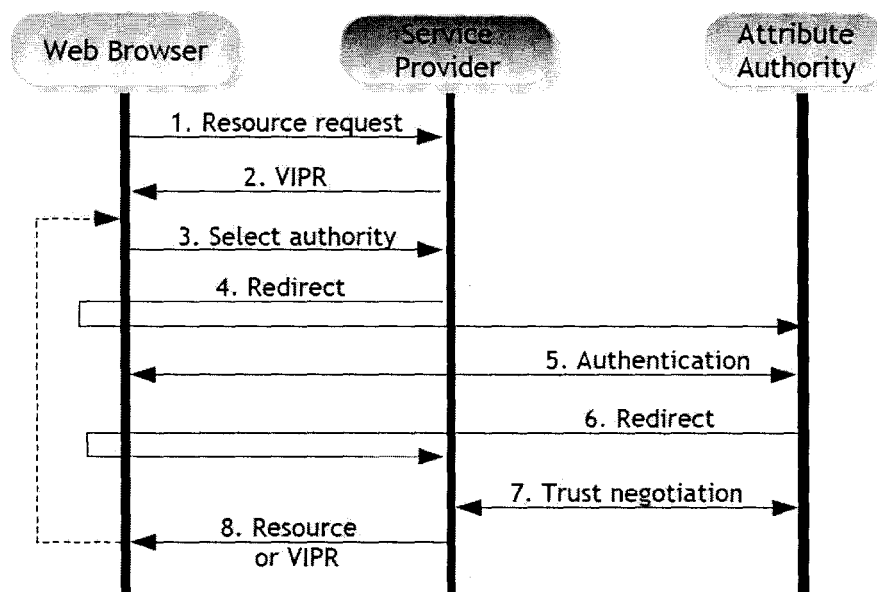 Web Browser
Service
Provider
Attribute
Authority
1. Resource request
2. VIPR
3. Select authority
4. Redirect
5. Authentication
6. Redirect
7. Trust negotiation
8. Resource
or VIPR